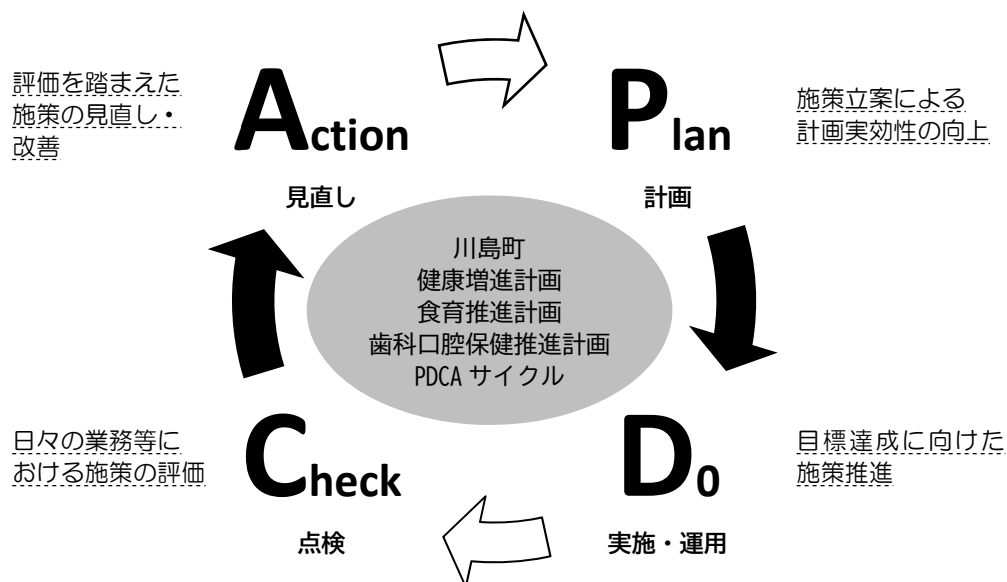 評価を踏まえた
施策の見直し・
改善
Action
見直し
Plan
計画
施策立案による
計画実効性の向上
川島町
健康増進計画
食育推進計画
歯科口腔保健推進計画
PDCA サイクル
日々の業務等に
おける施策の評価
Check
点検
D0
実施・運用
目標達成に向けた
施策推進